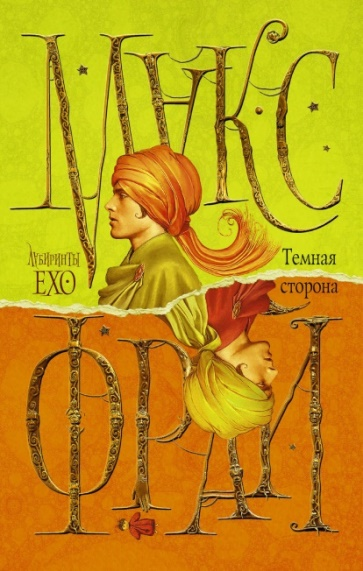 МАКС
Лабиринты
ЕХО
Темная
сторона
ФРАЙ